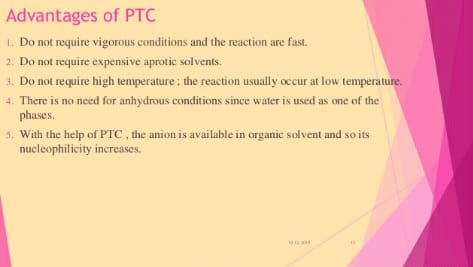 Advantages of PTC
1. Do not require vigorous conditions and the reaction are fast.
2. Do not require expensive aprotic solvents.
3. Do not require high temperature ; the reaction usually occur at low temperature.
4. There is no need for anhydrous conditions since water is used as one of the
phases.
5. With the help of PTC , the anion is available in organic solvent and so its
nucleophilicity increases.
11